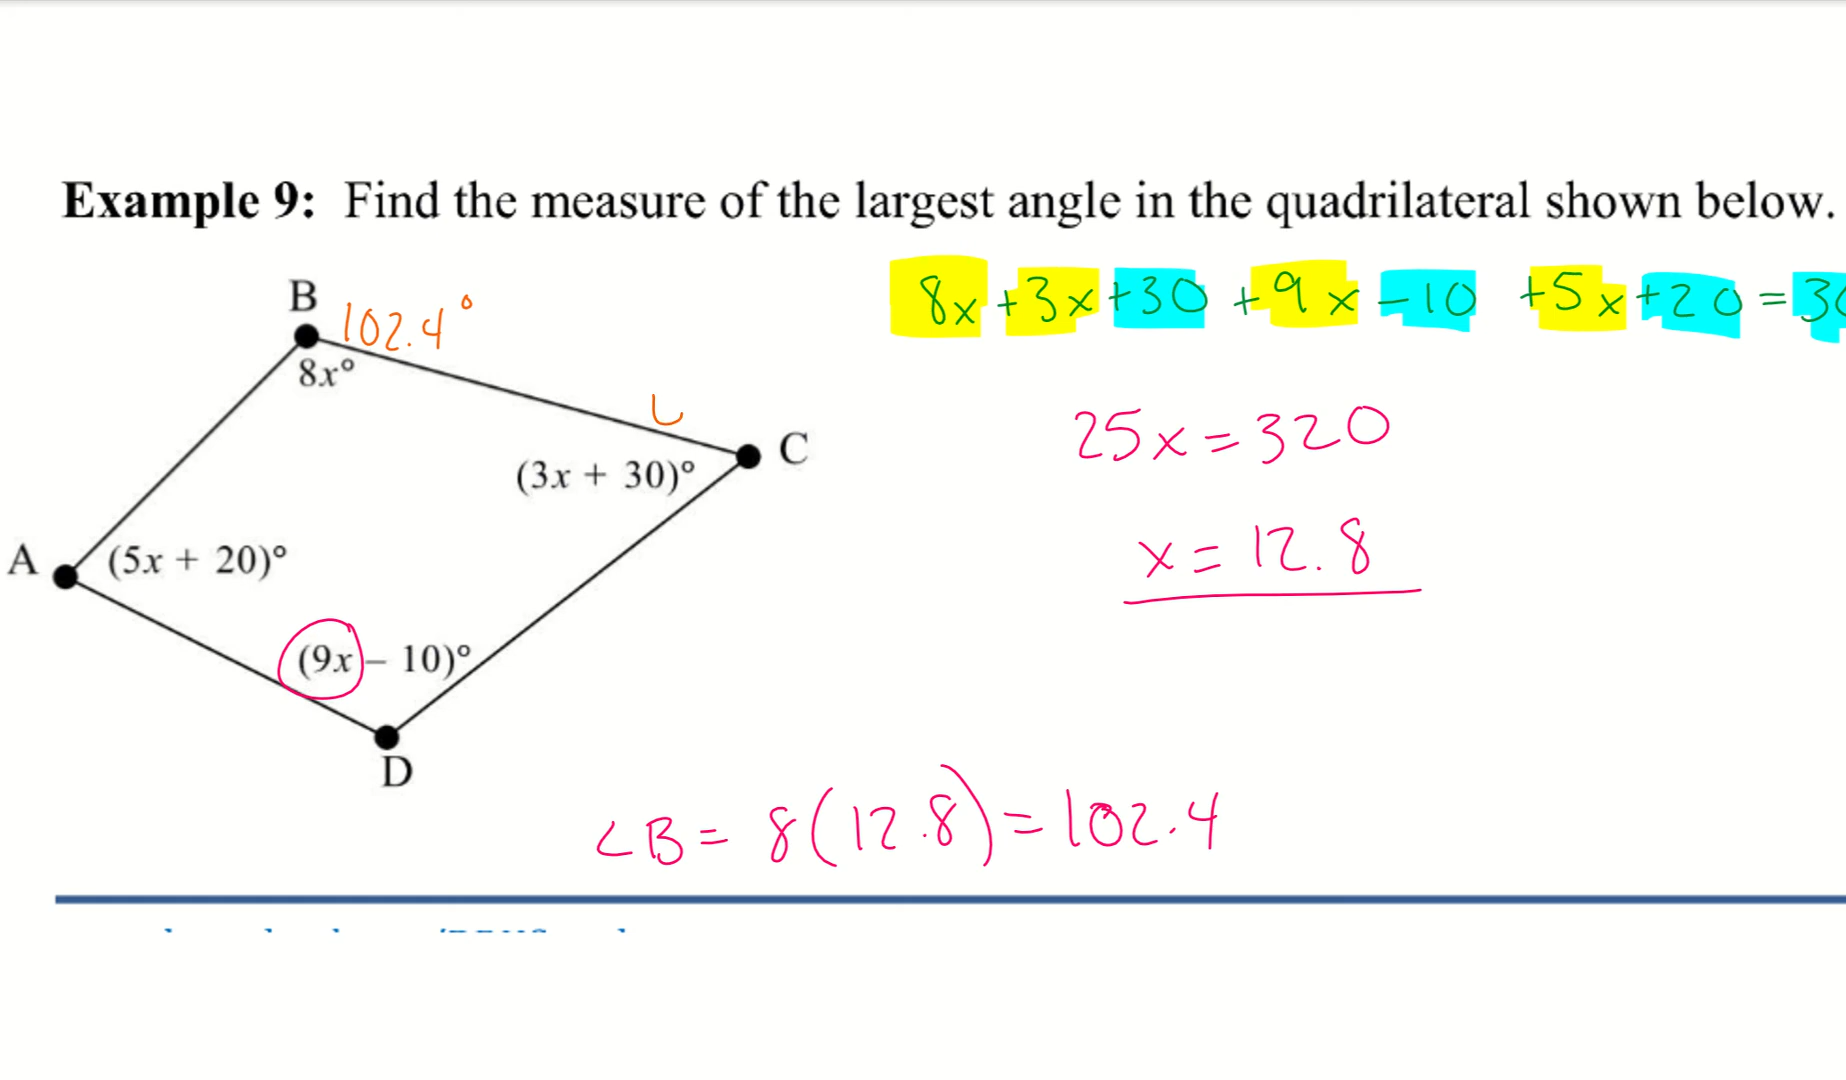 Example 9: Find the measure of the largest angle in the quadrilateral shown below.
8x + 3x + 30 + 9x - 10 + 5x + 20 = 3
B 102.4°
8x°
C
(3x + 30)°
25x = 320
x = 12.8
A (5x + 20)°
(9x – 10)°
D
∠B = 8(12.8) = 102.4